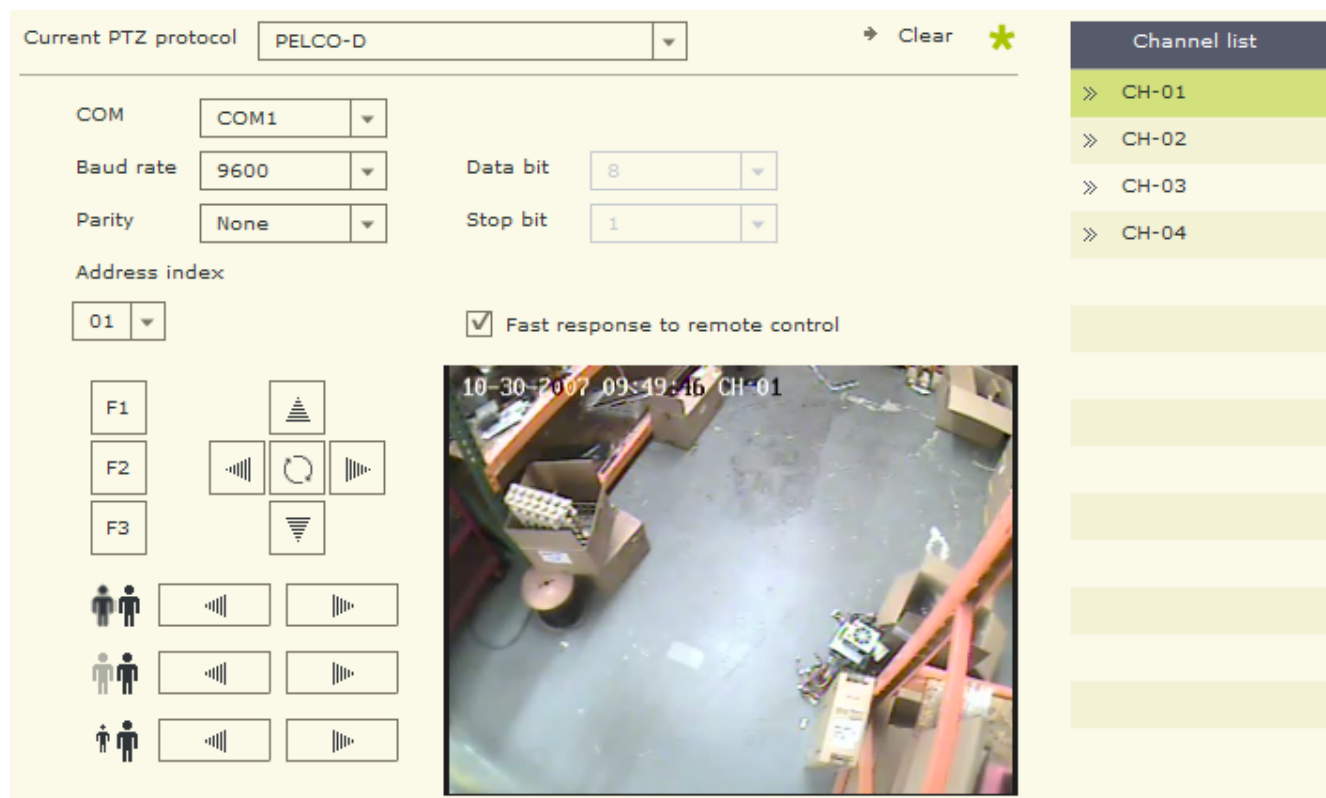 Current PTZ protocol PELCO-D Clear
COM COM1
Baud rate 9600 Data bit 8
Parity None Stop bit 1
Address index
01
Fast response to remote control
10-30-2007 09:49:46 CH-01
F1
F2
F3
Channel list
CH-01
CH-02
CH-03
CH-04